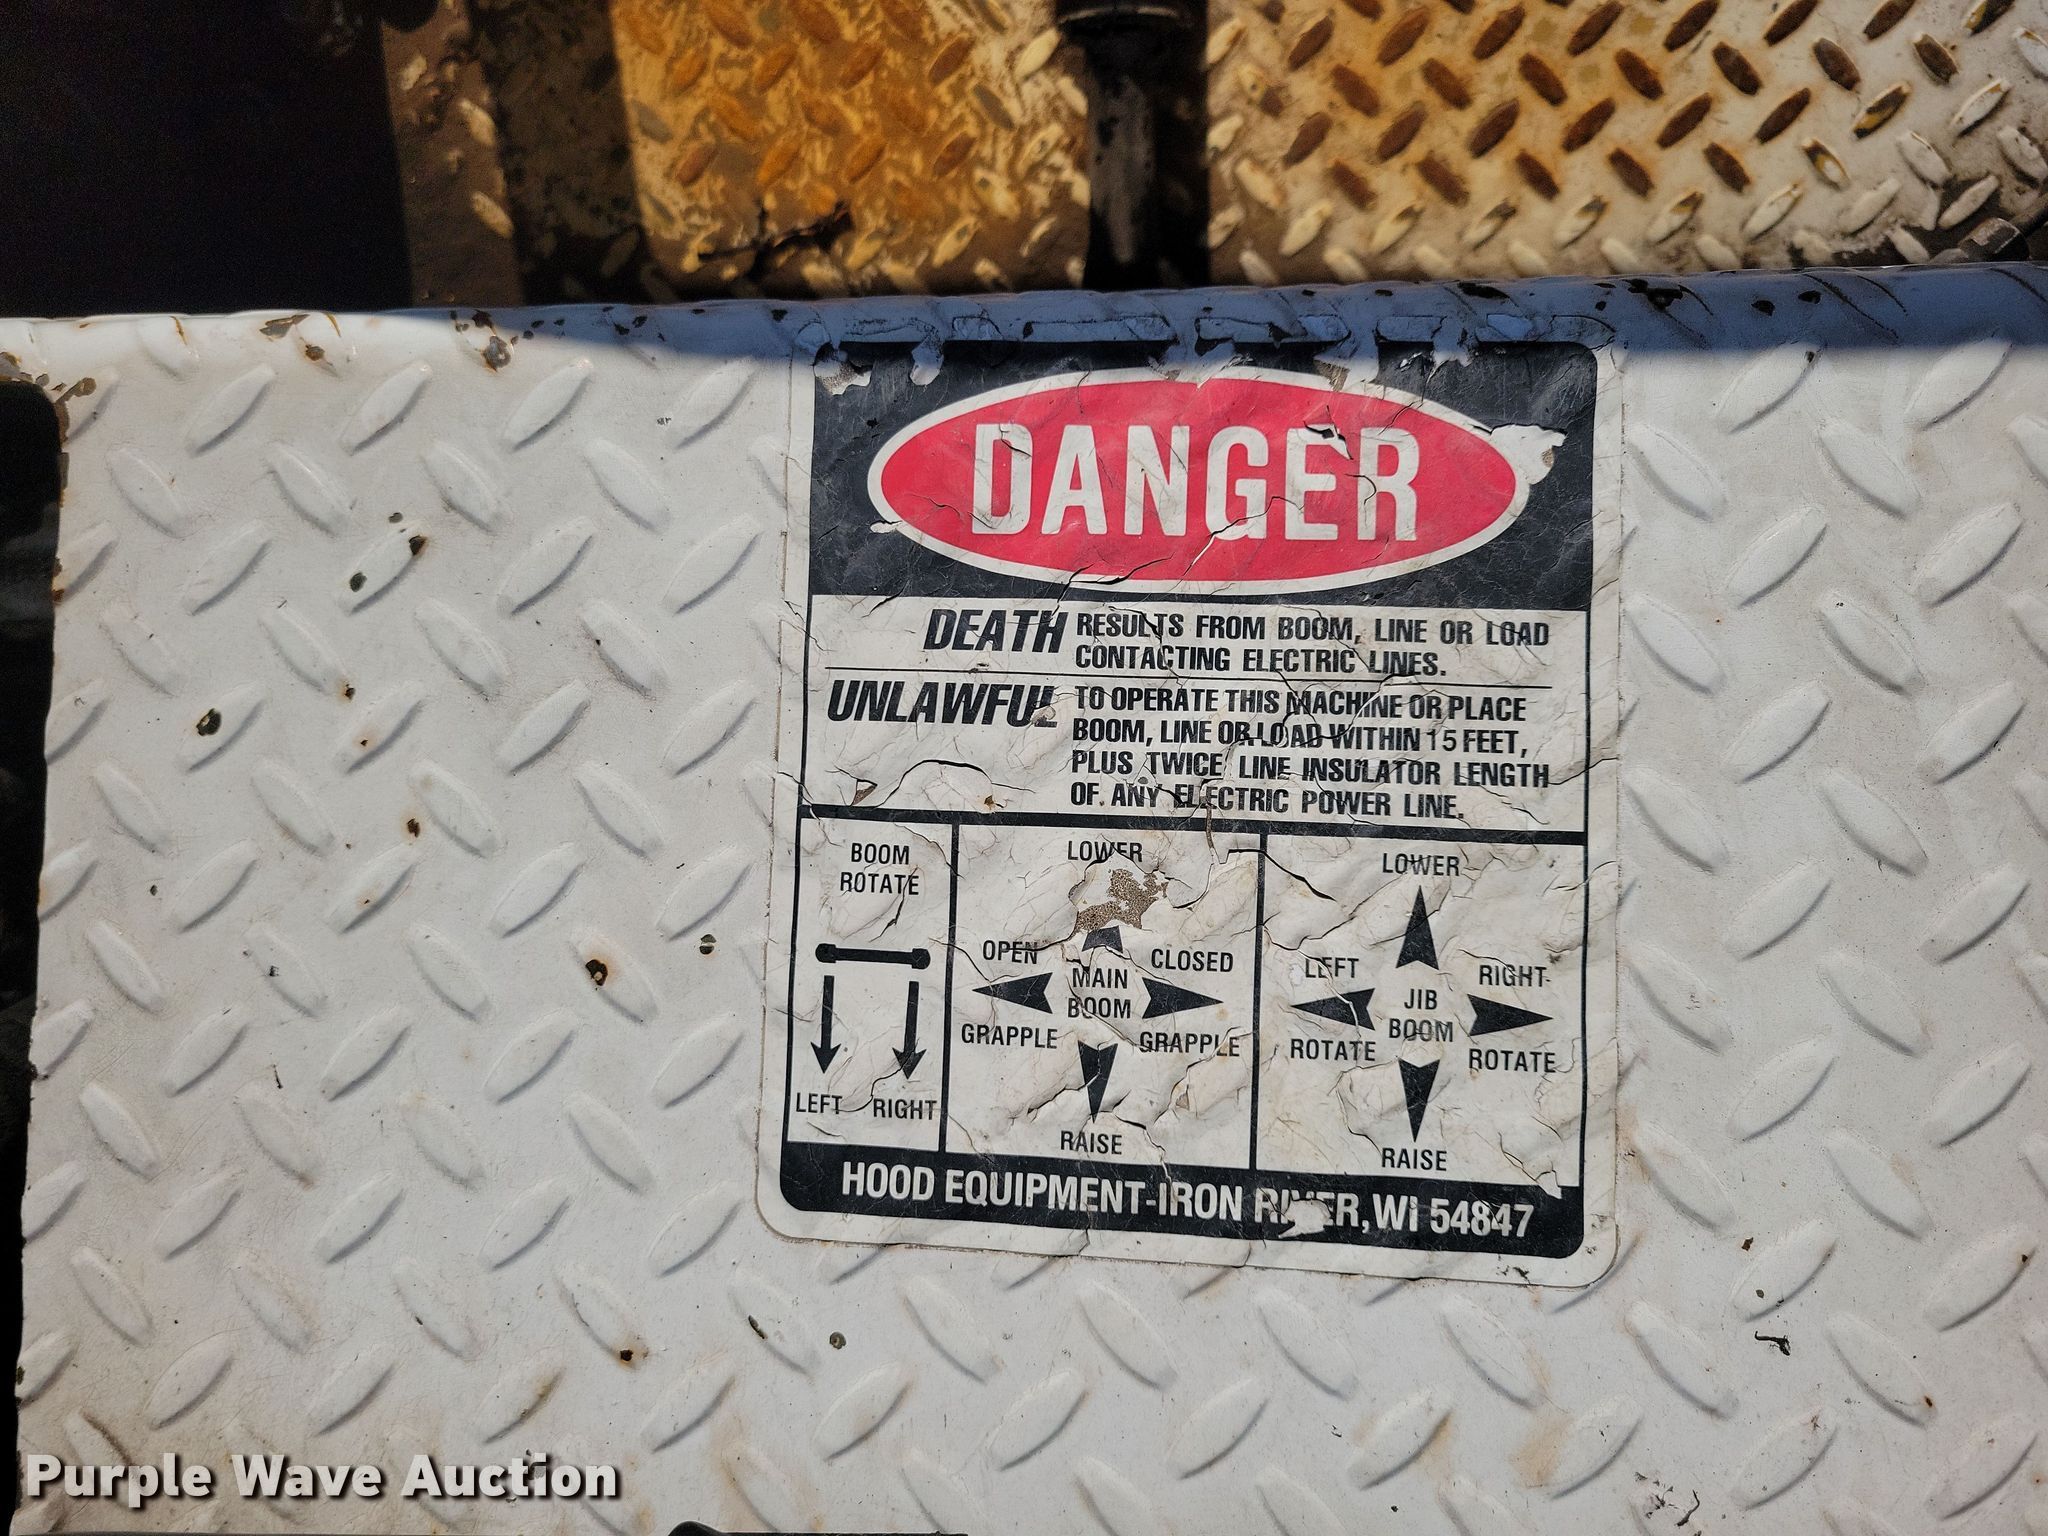 DANGER
DEATH RESULTS FROM BOOM, LINE OR LOAD
CONTACTING ELECTRIC LINES.
UNLAWFUL TO OPERATE THIS MACHINE OR PLACE
BOOM, LINE OR LOAD WITHIN 15 FEET,
PLUS TWICE LINE INSULATOR LENGTH
OF ANY ELECTRIC POWER LINE.
BOOM
ROTATE
LEFT RIGHT
LOWER
OPEN CLOSED
MAIN
BOOM
GRAPPLE GRAPPLE
RAISE
LOWER
LEFT RIGHT
JIB
BOOM
ROTATE ROTATE
RAISE
HOOD EQUIPMENT-IRON RIVER, WI 54847
Purple Wave Auction